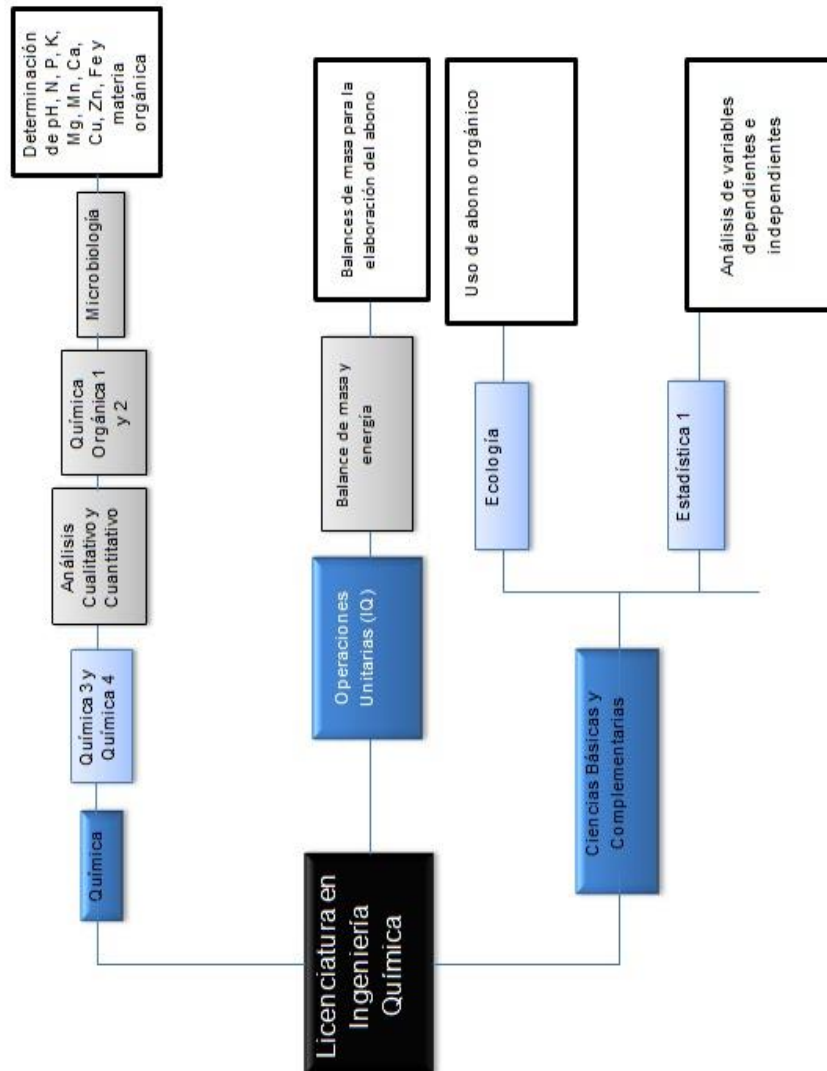 Licenciatura en
Ingeniería
Química
Química
Química 3 y
Química 4
Análisis
Cualitativo y
Cuantitativo
Química
Orgánica 1
y 2
Microbiología
Determinación
de pH, N, P, K,
Mg, Mn, Ca,
Cu, Zn, Fe y
materia
orgánica
Operaciones
Unitarias (IQ)
Balance de masa y
energía
Balances de masa para la
elaboración del abono
Ciencias Básicas y
Complementarias
Ecología
Uso de abono orgánico
Estadística 1
Análisis de variables
dependientes e
independientes